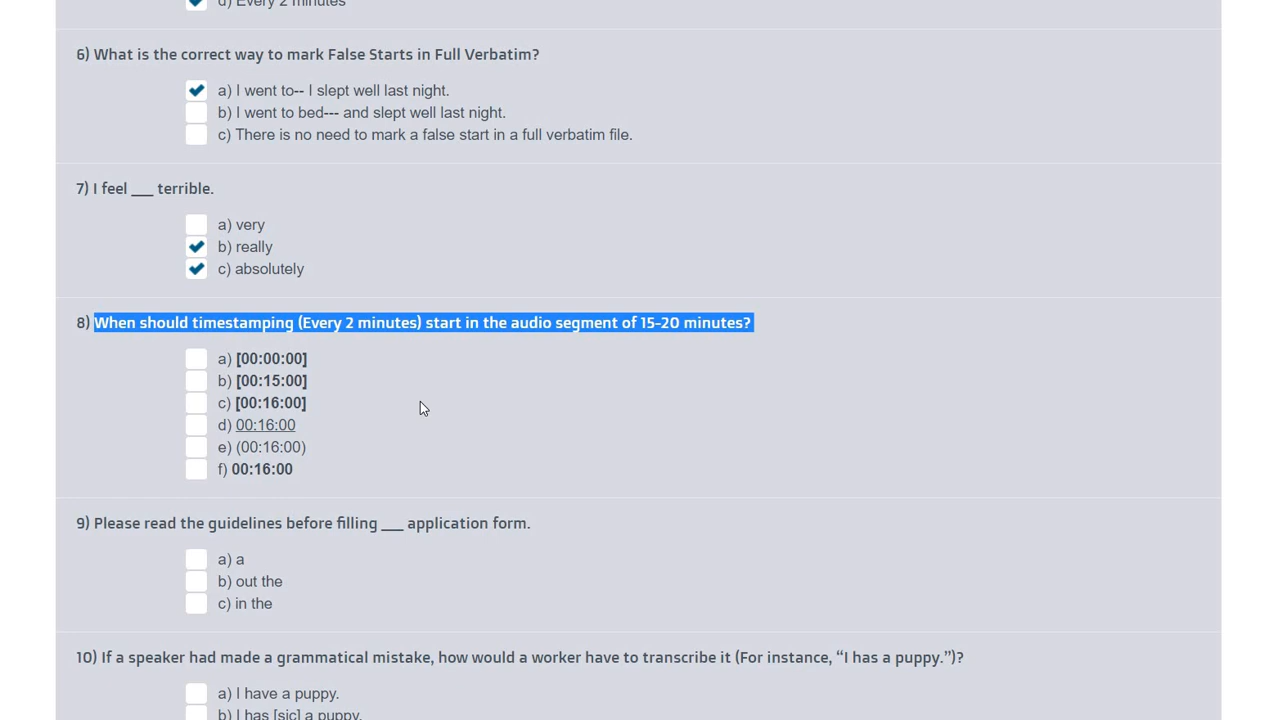 d) Every 2 minutes
6) What is the correct way to mark False Starts in Full Verbatim?
a) I went to-- I slept well last night.
b) I went to bed--- and slept well last night.
c) There is no need to mark a false start in a full verbatim file.
7) I feel ___ terrible.
a) very
b) really
c) absolutely
8) When should timestamping (Every 2 minutes) start in the audio segment of 15-20 minutes?
a) [00:00:00]
b) [00:15:00]
c) [00:16:00]
d) 00:16:00
e) (00:16:00)
f) 00:16:00
9) Please read the guidelines before filling ___ application form.
a) a
b) out the
c) in the
10) If a speaker had made a grammatical mistake, how would a worker have to transcribe it (For instance, “I has a puppy.”)?
a) I have a puppy.
b) I has [sic] a puppy.